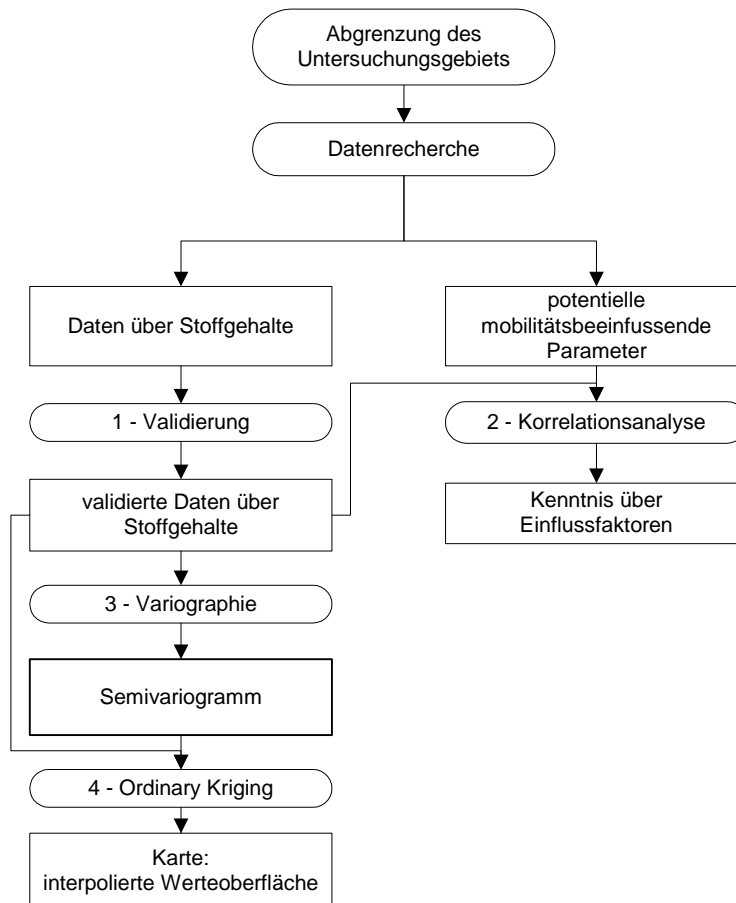 Abgrenzung des
Untersuchungsgebiets
Datenrecherche
Daten über Stoffgehalte
potentielle
mobilitätsbeeinfussende
Parameter
1 - Validierung
2 - Korrelationsanalyse
validierte Daten über
Stoffgehalte
Kenntnis über
Einflussfaktoren
3 - Variographie
Semivariogramm
4 - Ordinary Kriging
Karte:
interpolierte Werteoberfläche